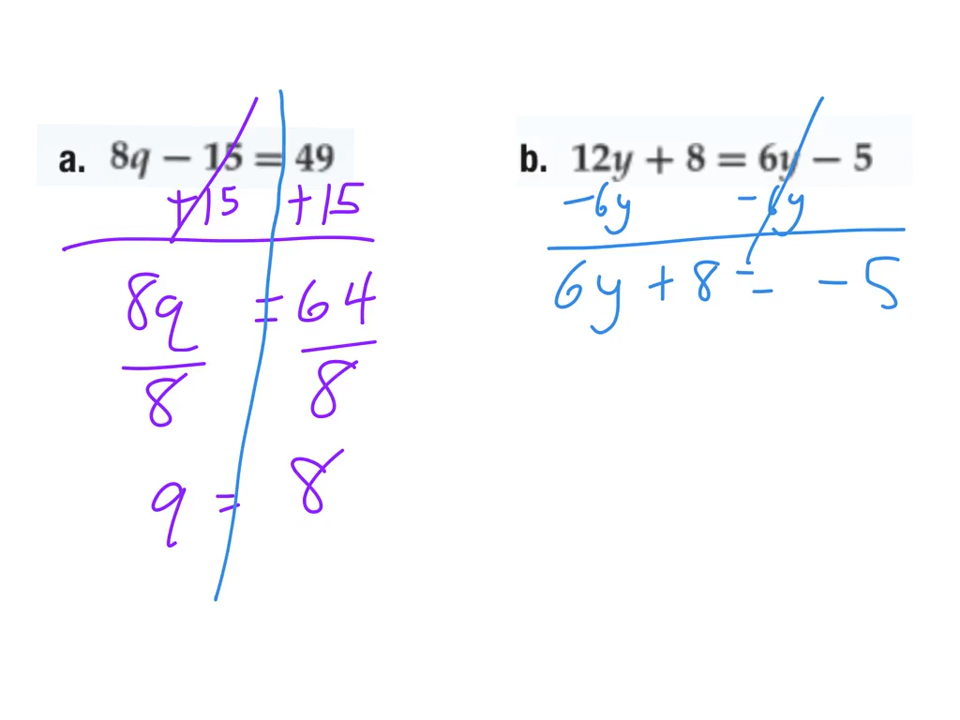 a. 8q − 15 = 49
+15 +15
8q = 64
8 8
q = 8
b. 12y + 8 = 6y − 5
−6y −6y
6y + 8 = −5